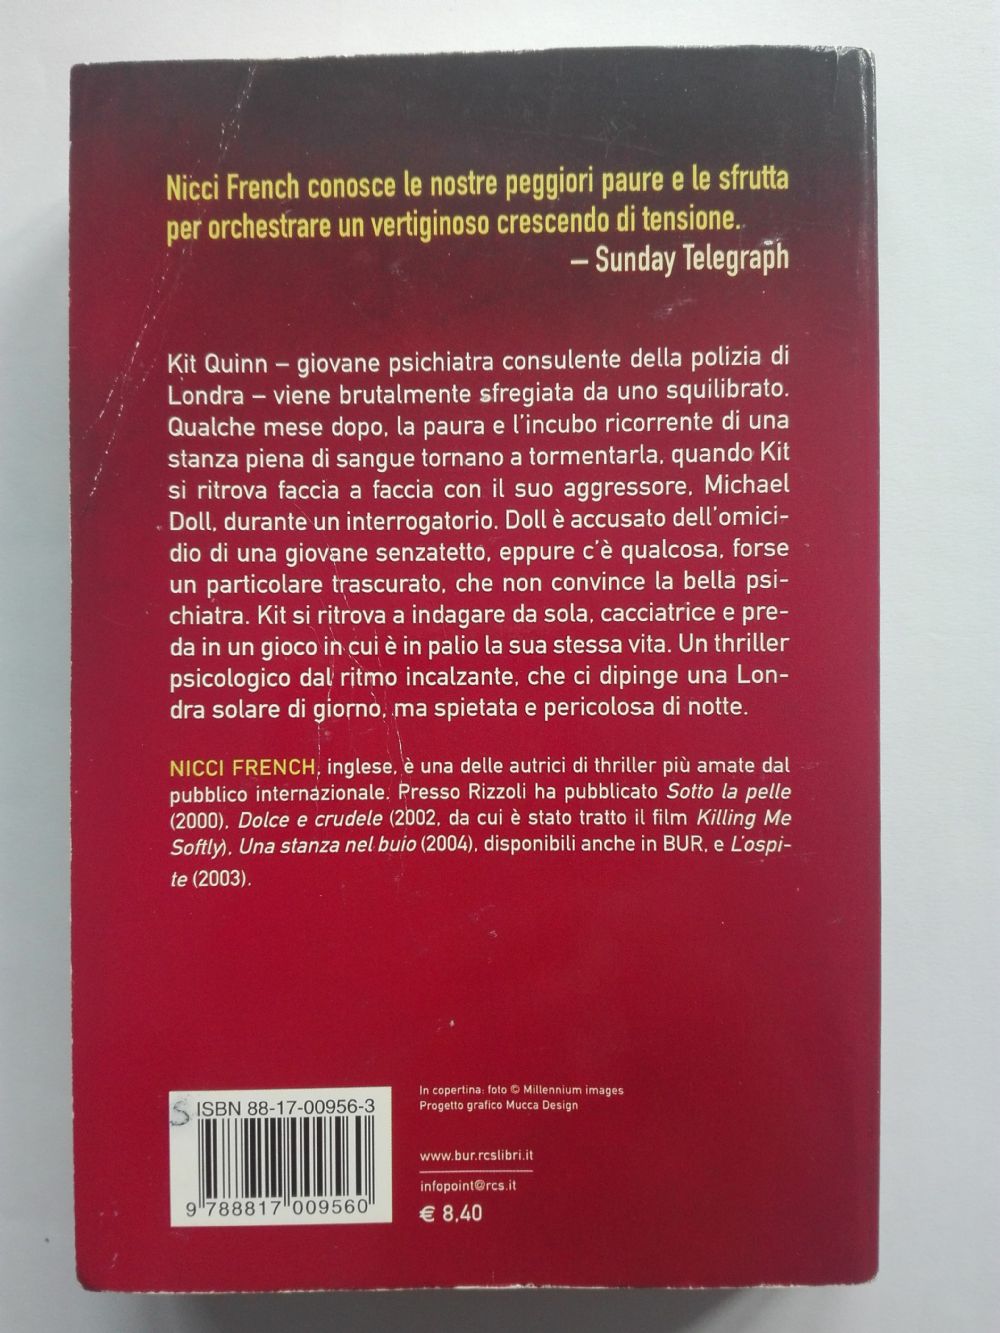 Nicci French conosce le nostre peggiori paure e le sfrutta
per orchestrare un vertiginoso crescendo di tensione.
– Sunday Telegraph
Kit Quinn – giovane psichiatra consulente della polizia di
Londra – viene brutalmente sfregiata da uno squilibrato.
Qualche mese dopo, la paura e l'incubo ricorrente di una
stanza piena di sangue tornano a tormentarla, quando Kit
si ritrova faccia a faccia con il suo aggressore, Michael
Doll, durante un interrogatorio. Doll è accusato dell'omici-
dio di una giovane senzatetto, eppure c'è qualcosa, forse
un particolare trascurato, che non convince la bella psi-
chiatra. Kit si ritrova a indagare da sola, cacciatrice e pre-
da in un gioco in cui è in palio la sua stessa vita. Un thriller
psicologico dal ritmo incalzante, che ci dipinge una Lon-
dra solare di giorno, ma spietata e pericolosa di notte.
NICCI FRENCH, inglese, è una delle autrici di thriller più amate dal
pubblico internazionale. Presso Rizzoli ha pubblicato Sotto la pelle
(2000), Dolce e crudele (2002, da cui è stato tratto il film Killing Me
Softly), Una stanza nel buio (2004), disponibili anche in BUR, e L'ospi-
te (2003).
In copertina: foto © Millennium images
Progetto grafico Mucca Design
S ISBN 88-17-00956-3
9 788817 009560
www.bur.rcslibri.it
infopoint@rcs.it
€ 8,40